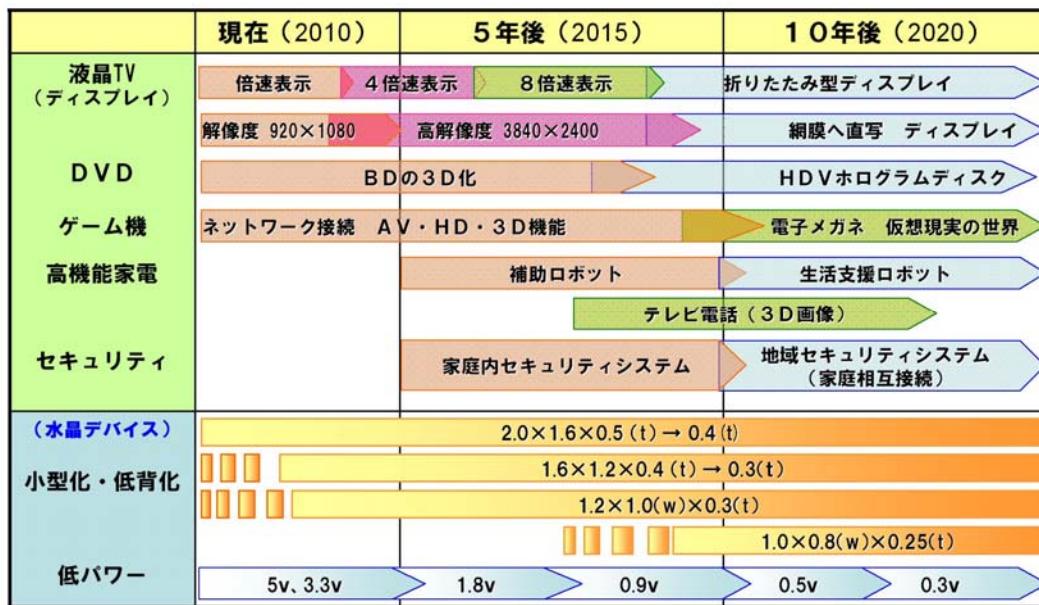 現在（2010） ５年後（2015） １０年後（2020）
液晶TV
（ディスプレイ）
倍速表示 ４倍速表示 ８倍速表示 折りたたみ型ディスプレイ
解像度 920×1080 高解像度 3840×2400 網膜へ直写 ディスプレイ
ＤＶＤ ＢＤの３Ｄ化 ＨＤＶホログラムディスク
ゲーム機 ネットワーク接続 ＡＶ・ＨＤ・３Ｄ機能 電子メガネ 仮想現実の世界
高機能家電 補助ロボット 生活支援ロボット
テレビ電話（３Ｄ画像）
セキュリティ 家庭内セキュリティシステム 地域セキュリティシステム
（家庭相互接続）
（水晶デバイス） 2.0×1.6×0.5（t）→ 0.4（t）
小型化・低背化 1.6×1.2×0.4（t）→ 0.3（t）
1.2×1.0(w)×0.3(t)
1.0×0.8(w)×0.25(t)
低パワー 5v、3.3v 1.8v 0.9v 0.5v 0.3v